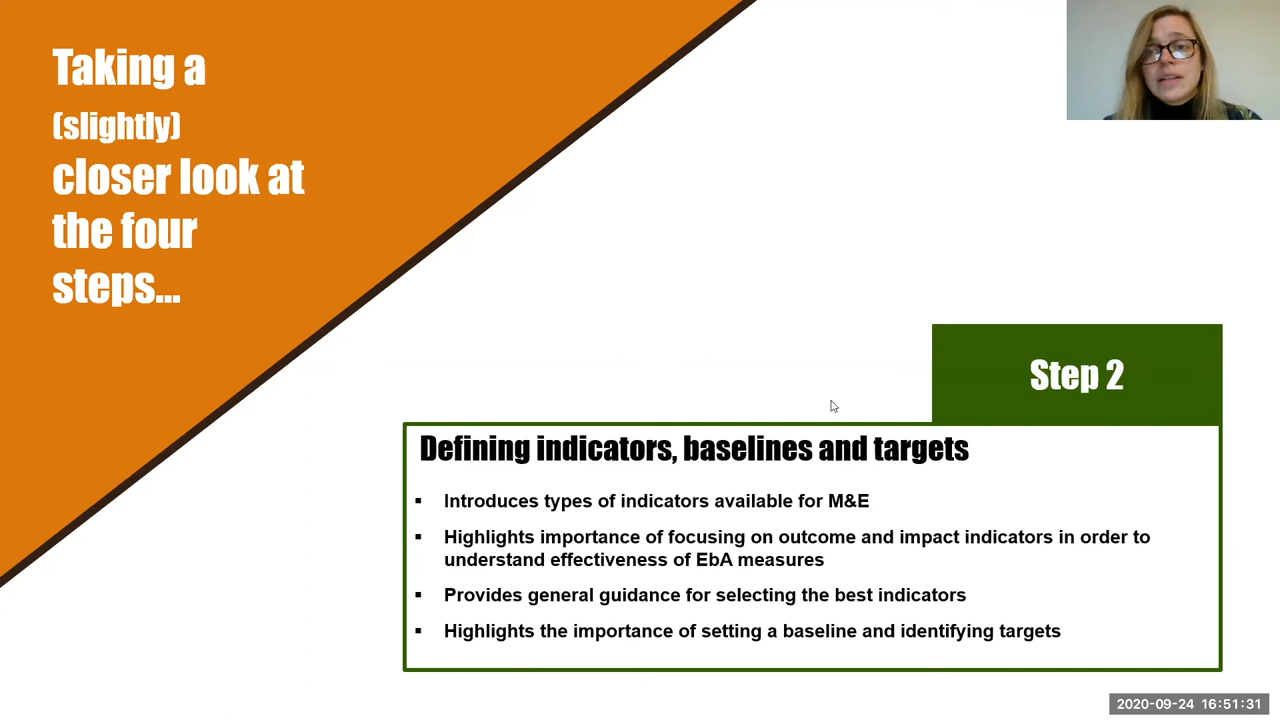 Taking a
(slightly)
closer look at
the four
steps...
Step 2
Defining indicators, baselines and targets
▪ Introduces types of indicators available for M&E
▪ Highlights importance of focusing on outcome and impact indicators in order to
understand effectiveness of EbA measures
▪ Provides general guidance for selecting the best indicators
▪ Highlights the importance of setting a baseline and identifying targets
2020-09-24 16:51:31